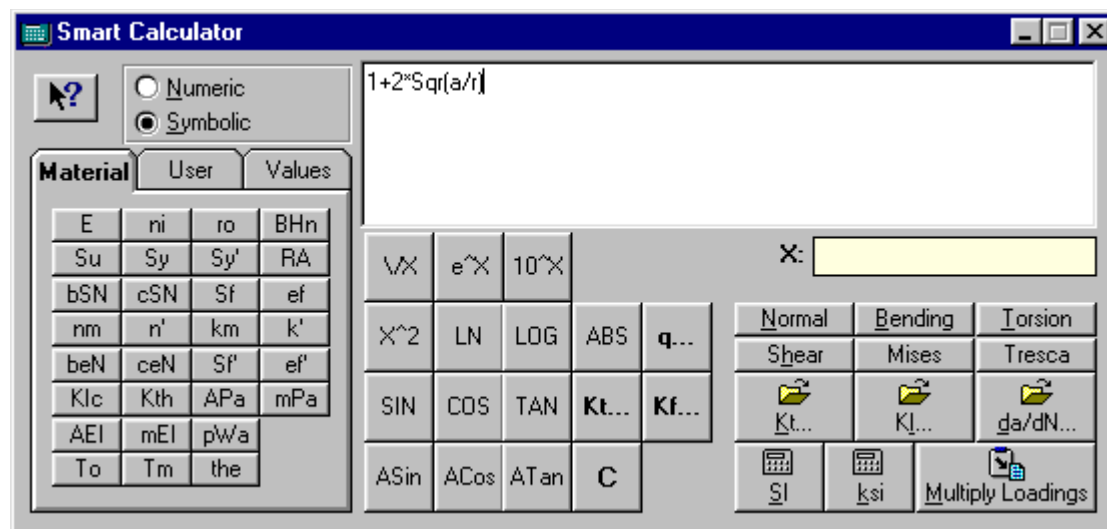 Smart Calculator
?
Numeric
Symbolic
1+2*Sqr(a/r)
Material User Values
E ni ro BHn
Su Sy Sy' RA
bSN cSN Sf ef
nm n' km k'
beN ceN Sf' ef'
KIc Kth APa mPa
AEl mEl pWa
To Tm the
X:
\/X e^X 10^X
X^2 LN LOG ABS q...
SIN COS TAN Kt... Kf...
ASin ACos ATan C
Normal Bending Torsion
Shear Mises Tresca
Kt... KI... da/dN...
SI ksi Multiply Loadings